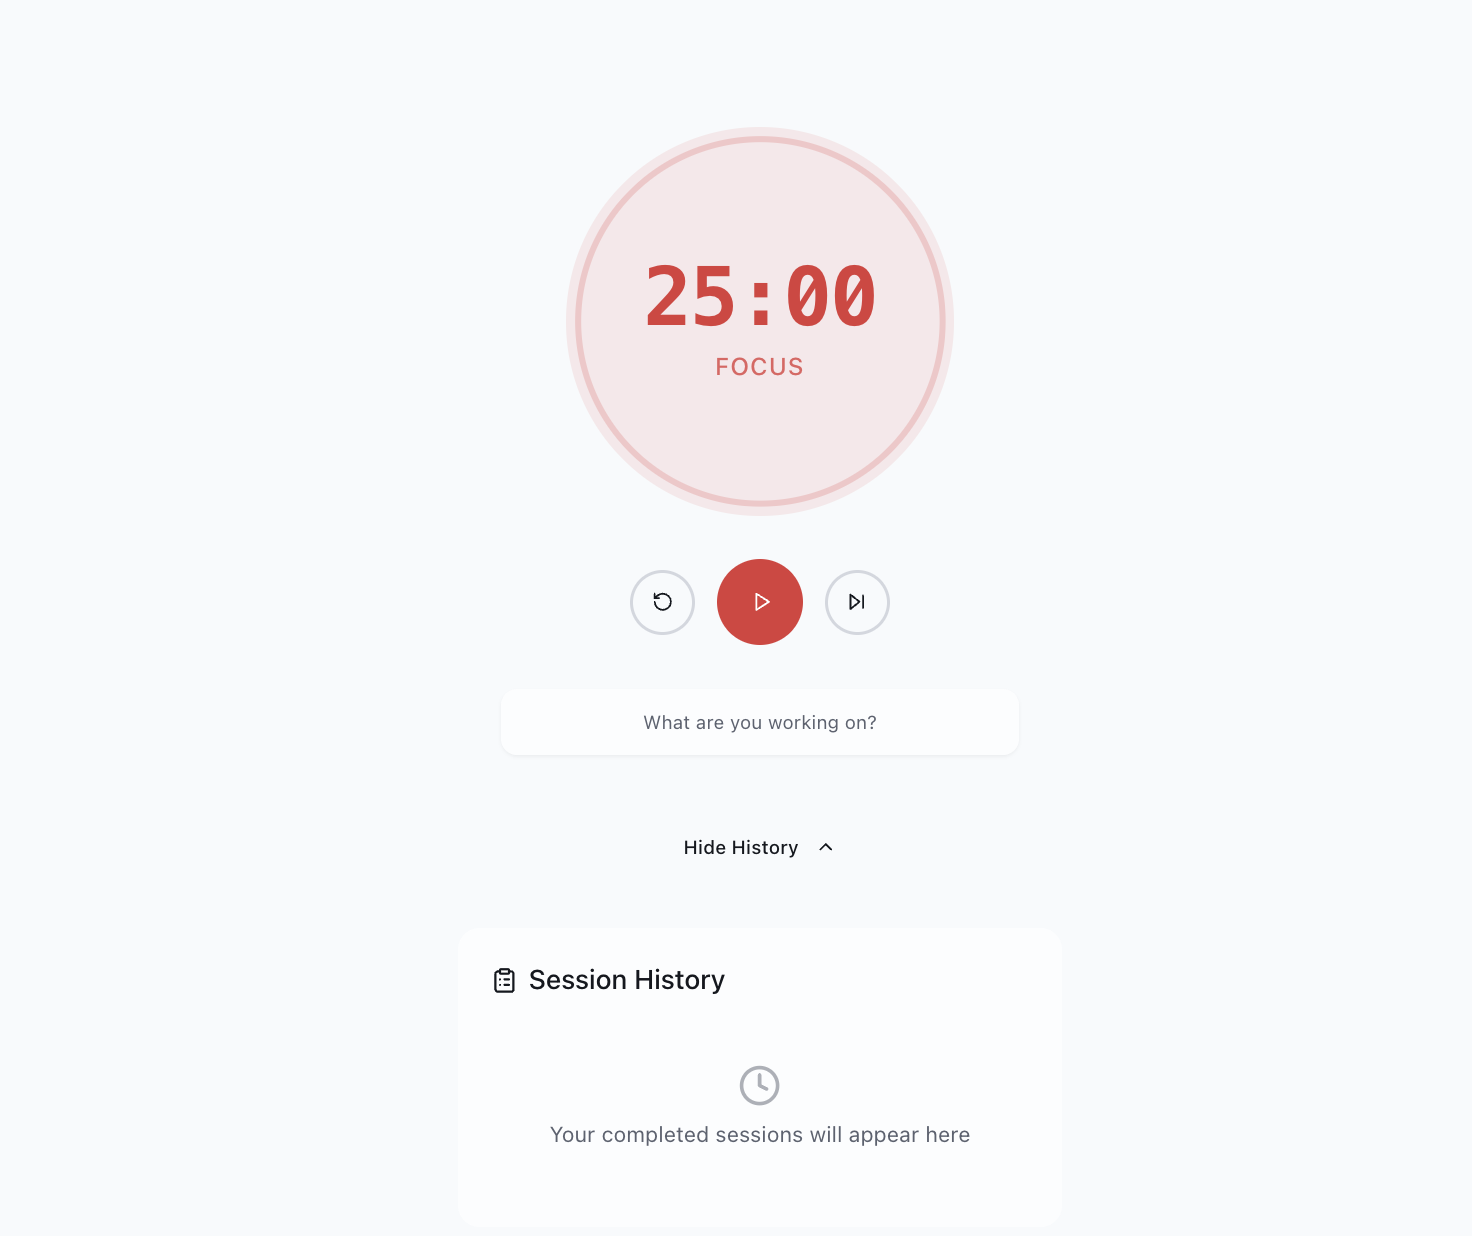 25:00
FOCUS
What are you working on?
Hide History
Session History
Your completed sessions will appear here